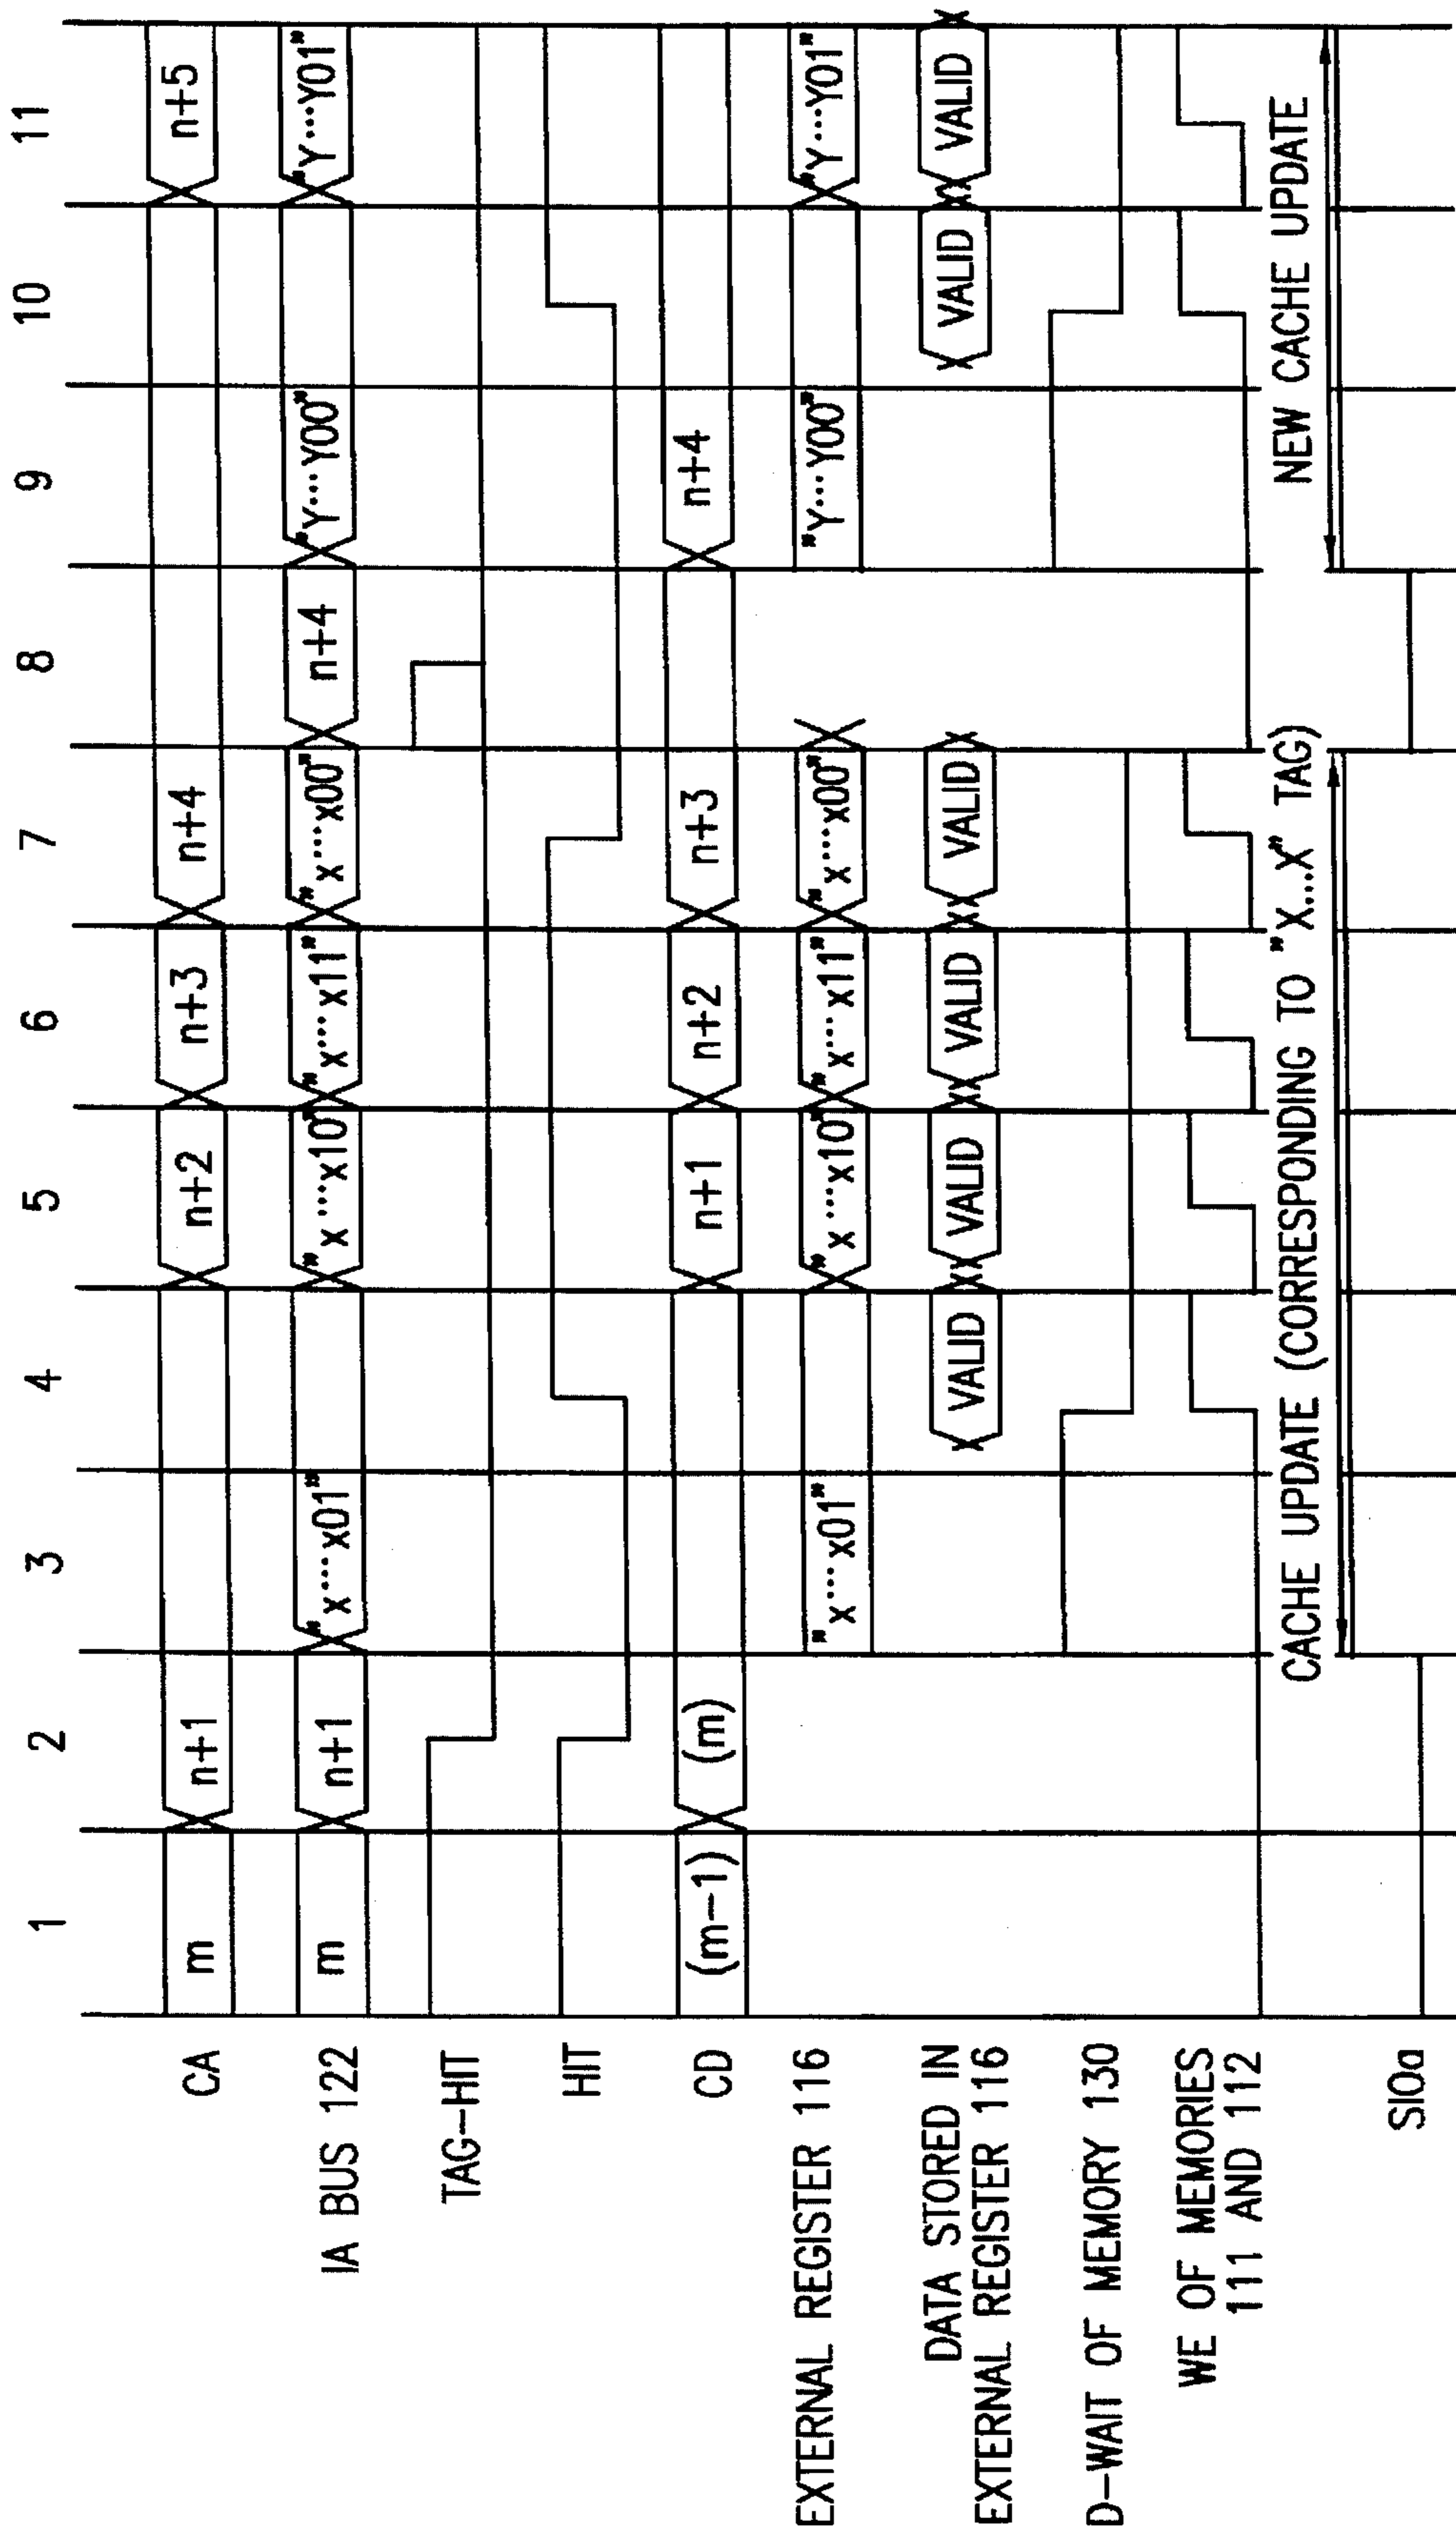 1 2 3 4 5 6 7 8 9 10 11
CA m n+1 n+2 n+3 n+4 n+5
IA BUS 122 m n+1 "x····x01" "x····x10" "x····x11" "x····x00" n+4 "Y···Y00" "Y···Y01"
TAG-HIT
HIT
CD (m-1) (m) n+1 n+2 n+3 n+4
EXTERNAL REGISTER 116 "x····x01" "x····x10" "x····x11" "x····x00" "Y···Y00" "Y···Y01"
DATA STORED IN
EXTERNAL REGISTER 116 VALID VALID VALID VALID VALID VALID
D-WAIT OF MEMORY 130
WE OF MEMORIES
111 AND 112
CACHE UPDATE (CORRESPONDING TO "X...X" TAG) NEW CACHE UPDATE
SIOa